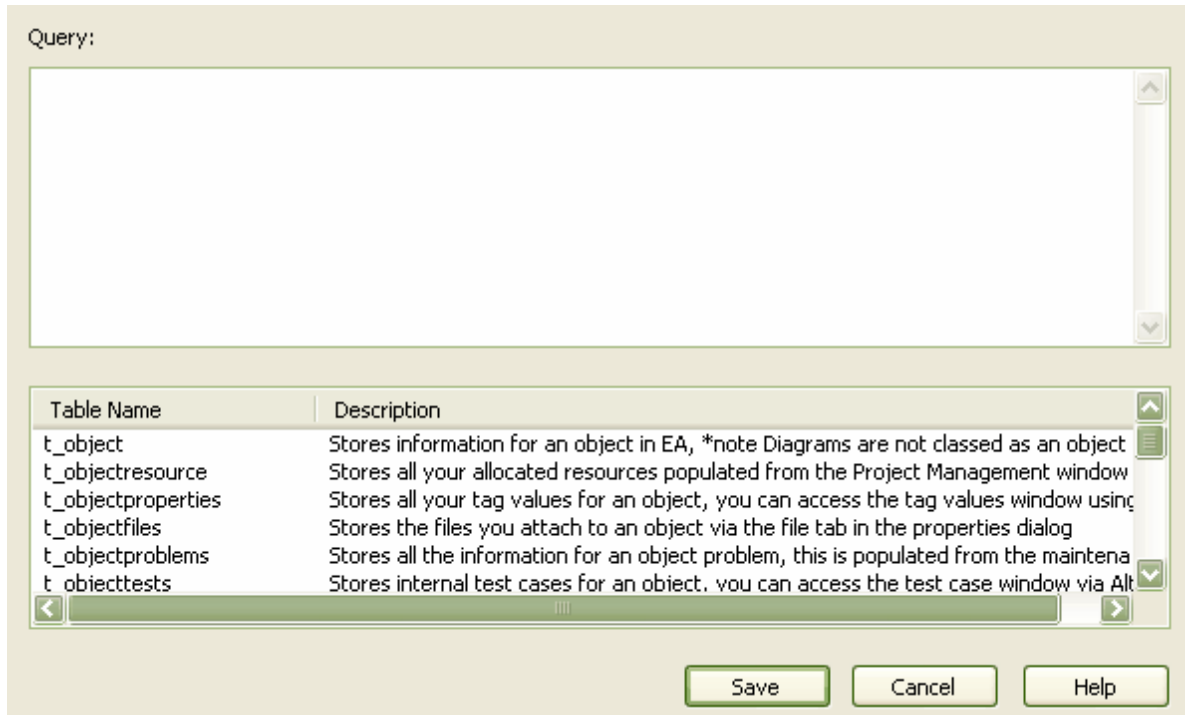 Query:
Table Name Description
t_object Stores information for an object in EA, *note Diagrams are not classed as an object
t_objectresource Stores all your allocated resources populated from the Project Management window
t_objectproperties Stores all your tag values for an object, you can access the tag values window using
t_objectfiles Stores the files you attach to an object via the file tab in the properties dialog
t_objectproblems Stores all the information for an object problem, this is populated from the maintena
t_objecttests Stores internal test cases for an object, you can access the test case window via Alt
Save Cancel Help